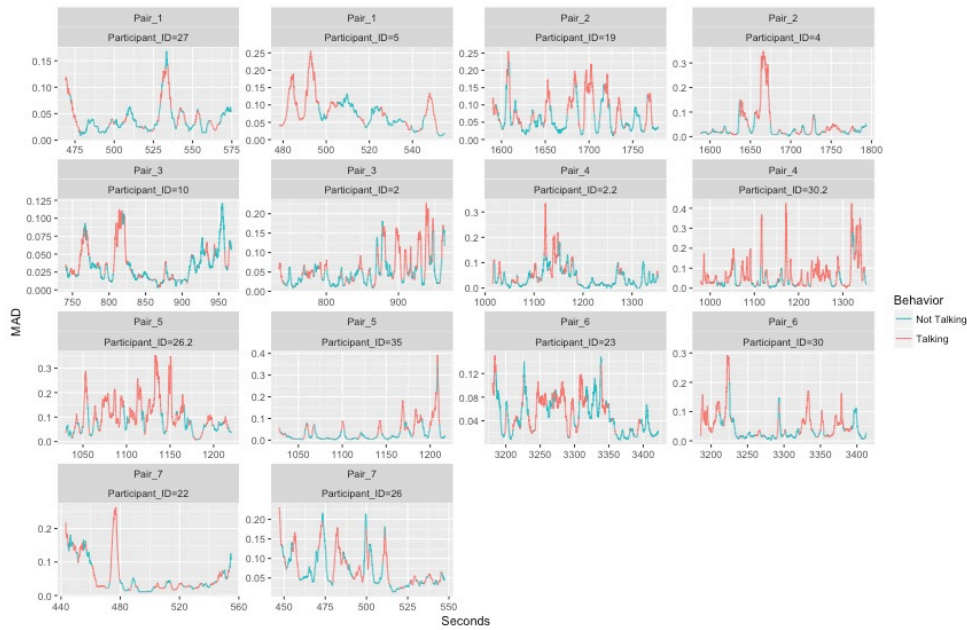 Pair_1 Pair_1 Pair_2 Pair_2
Participant_ID=27 Participant_ID=5 Participant_ID=19 Participant_ID=4
0.15 0.10 0.05 0.00
475 500 525 550 575
0.25 0.20 0.15 0.10 0.05 0.00
480 500 520 540
0.25 0.20 0.15 0.10 0.05 0.00
1600 1650 1700 1750
0.3 0.2 0.1 0.0
1600 1650 1700 1750 1800
Pair_3 Pair_3 Pair_4 Pair_4
Participant_ID=10 Participant_ID=2 Participant_ID=2.2 Participant_ID=30.2
0.125 0.100 0.075 0.050 0.025 0.000
750 800 850 900 950
0.20 0.15 0.10 0.05 0.00
800 900
0.3 0.2 0.1 0.0
1000 1100 1200 1300
0.4 0.3 0.2 0.1 0.0
1000 1100 1200 1300
Pair_5 Pair_5 Pair_6 Pair_6
Participant_ID=26.2 Participant_ID=35 Participant_ID=23 Participant_ID=30
0.3 0.2 0.1 0.0
1050 1100 1150 1200
0.4 0.3 0.2 0.1 0.0
1050 1100 1150 1200
0.12 0.08 0.04
3200 3250 3300 3350 3400
0.3 0.2 0.1 0.0
3200 3250 3300 3350 3400
Pair_7 Pair_7
Participant_ID=22 Participant_ID=26
0.2 0.1 0.0
440 480 520 560
0.20 0.15 0.10 0.05
450 475 500 525 550
MAD
Seconds
Behavior
Not Talking
Talking